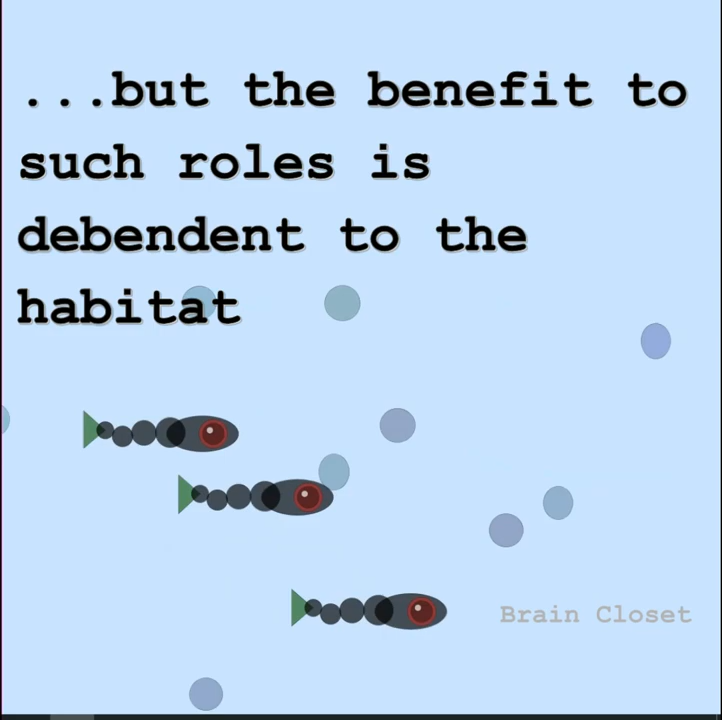 ...but the benefit to
such roles is
debendent to the
habitat
Brain Closet